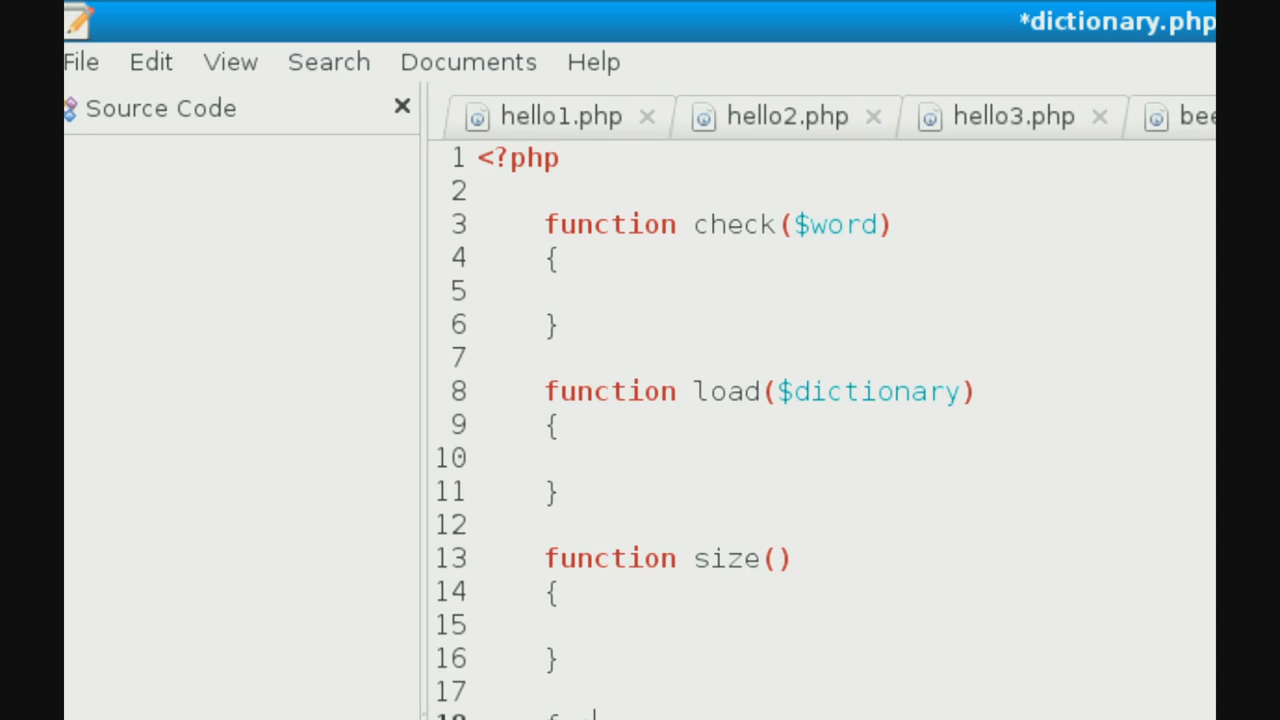 *dictionary.php
File Edit View Search Documents Help
Source Code
hello1.php hello2.php hello3.php
1 <?php
2
3 function check($word)
4 {
5
6 }
7
8 function load($dictionary)
9 {
10
11 }
12
13 function size()
14 {
15
16 }
17
18